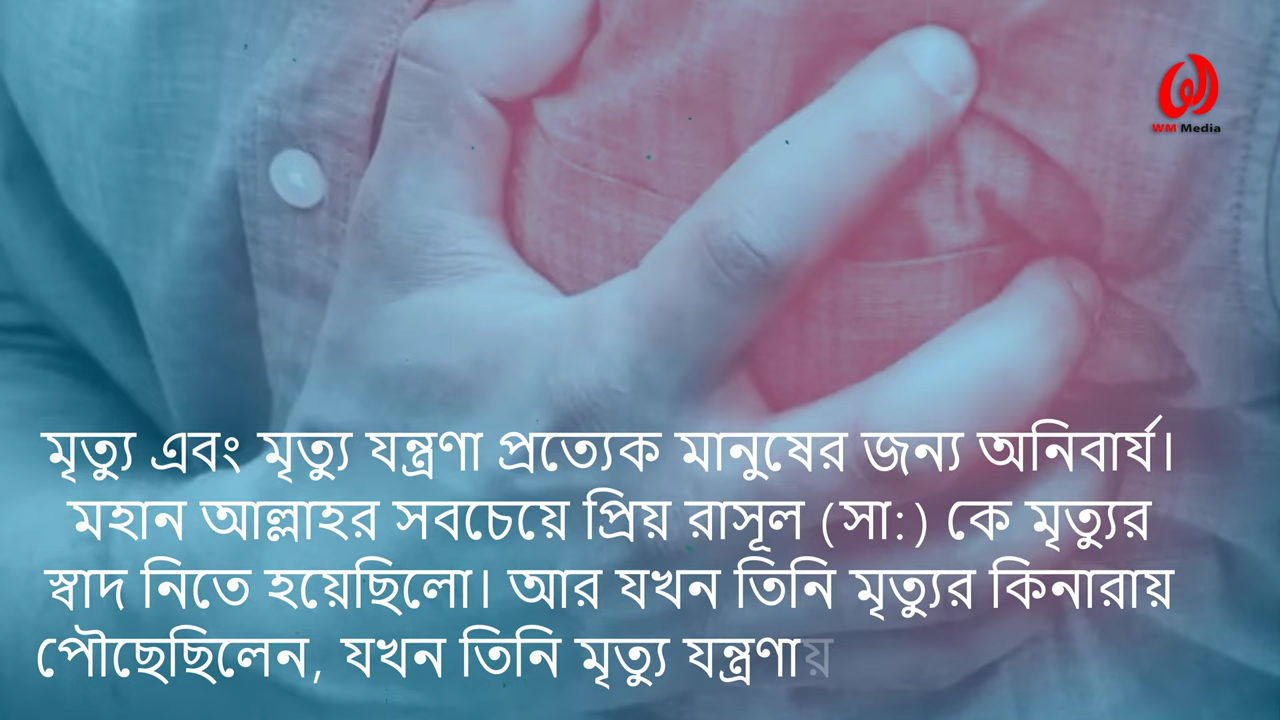 WM Media
মৃত্যু এবং মৃত্যু যন্ত্রণা প্রত্যেক মানুষের জন্য অনিবার্য।
মহান আল্লাহর সবচেয়ে প্রিয় রাসূল (সা:) কে মৃত্যুর
স্বাদ নিতে হয়েছিলো। আর যখন তিনি মৃত্যুর কিনারায়
পৌছেছিলেন, যখন তিনি মৃত্যু যন্ত্রণায়